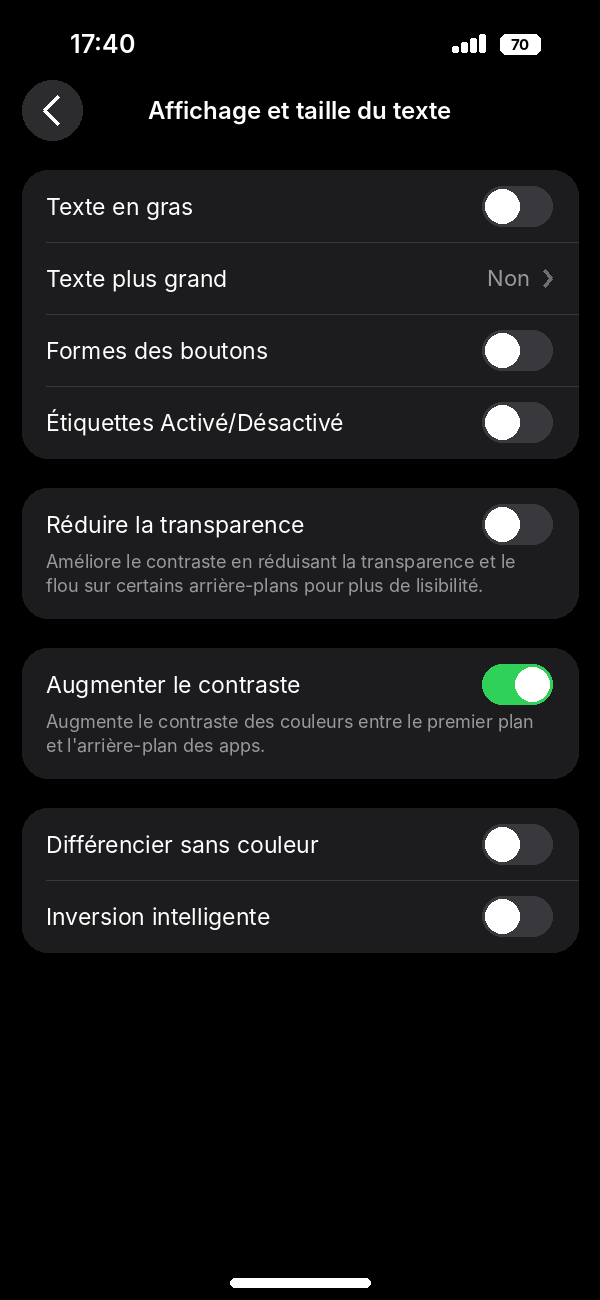 17:40
70
Affichage et taille du texte
Texte en gras
Texte plus grand
Non
Formes des boutons
Étiquettes Activé/Désactivé
Réduire la transparence
Améliore le contraste en réduisant la transparence et le
flou sur certains arrière-plans pour plus de lisibilité.
Augmenter le contraste
Augmente le contraste des couleurs entre le premier plan
et l'arrière-plan des apps.
Différencier sans couleur
Inversion intelligente